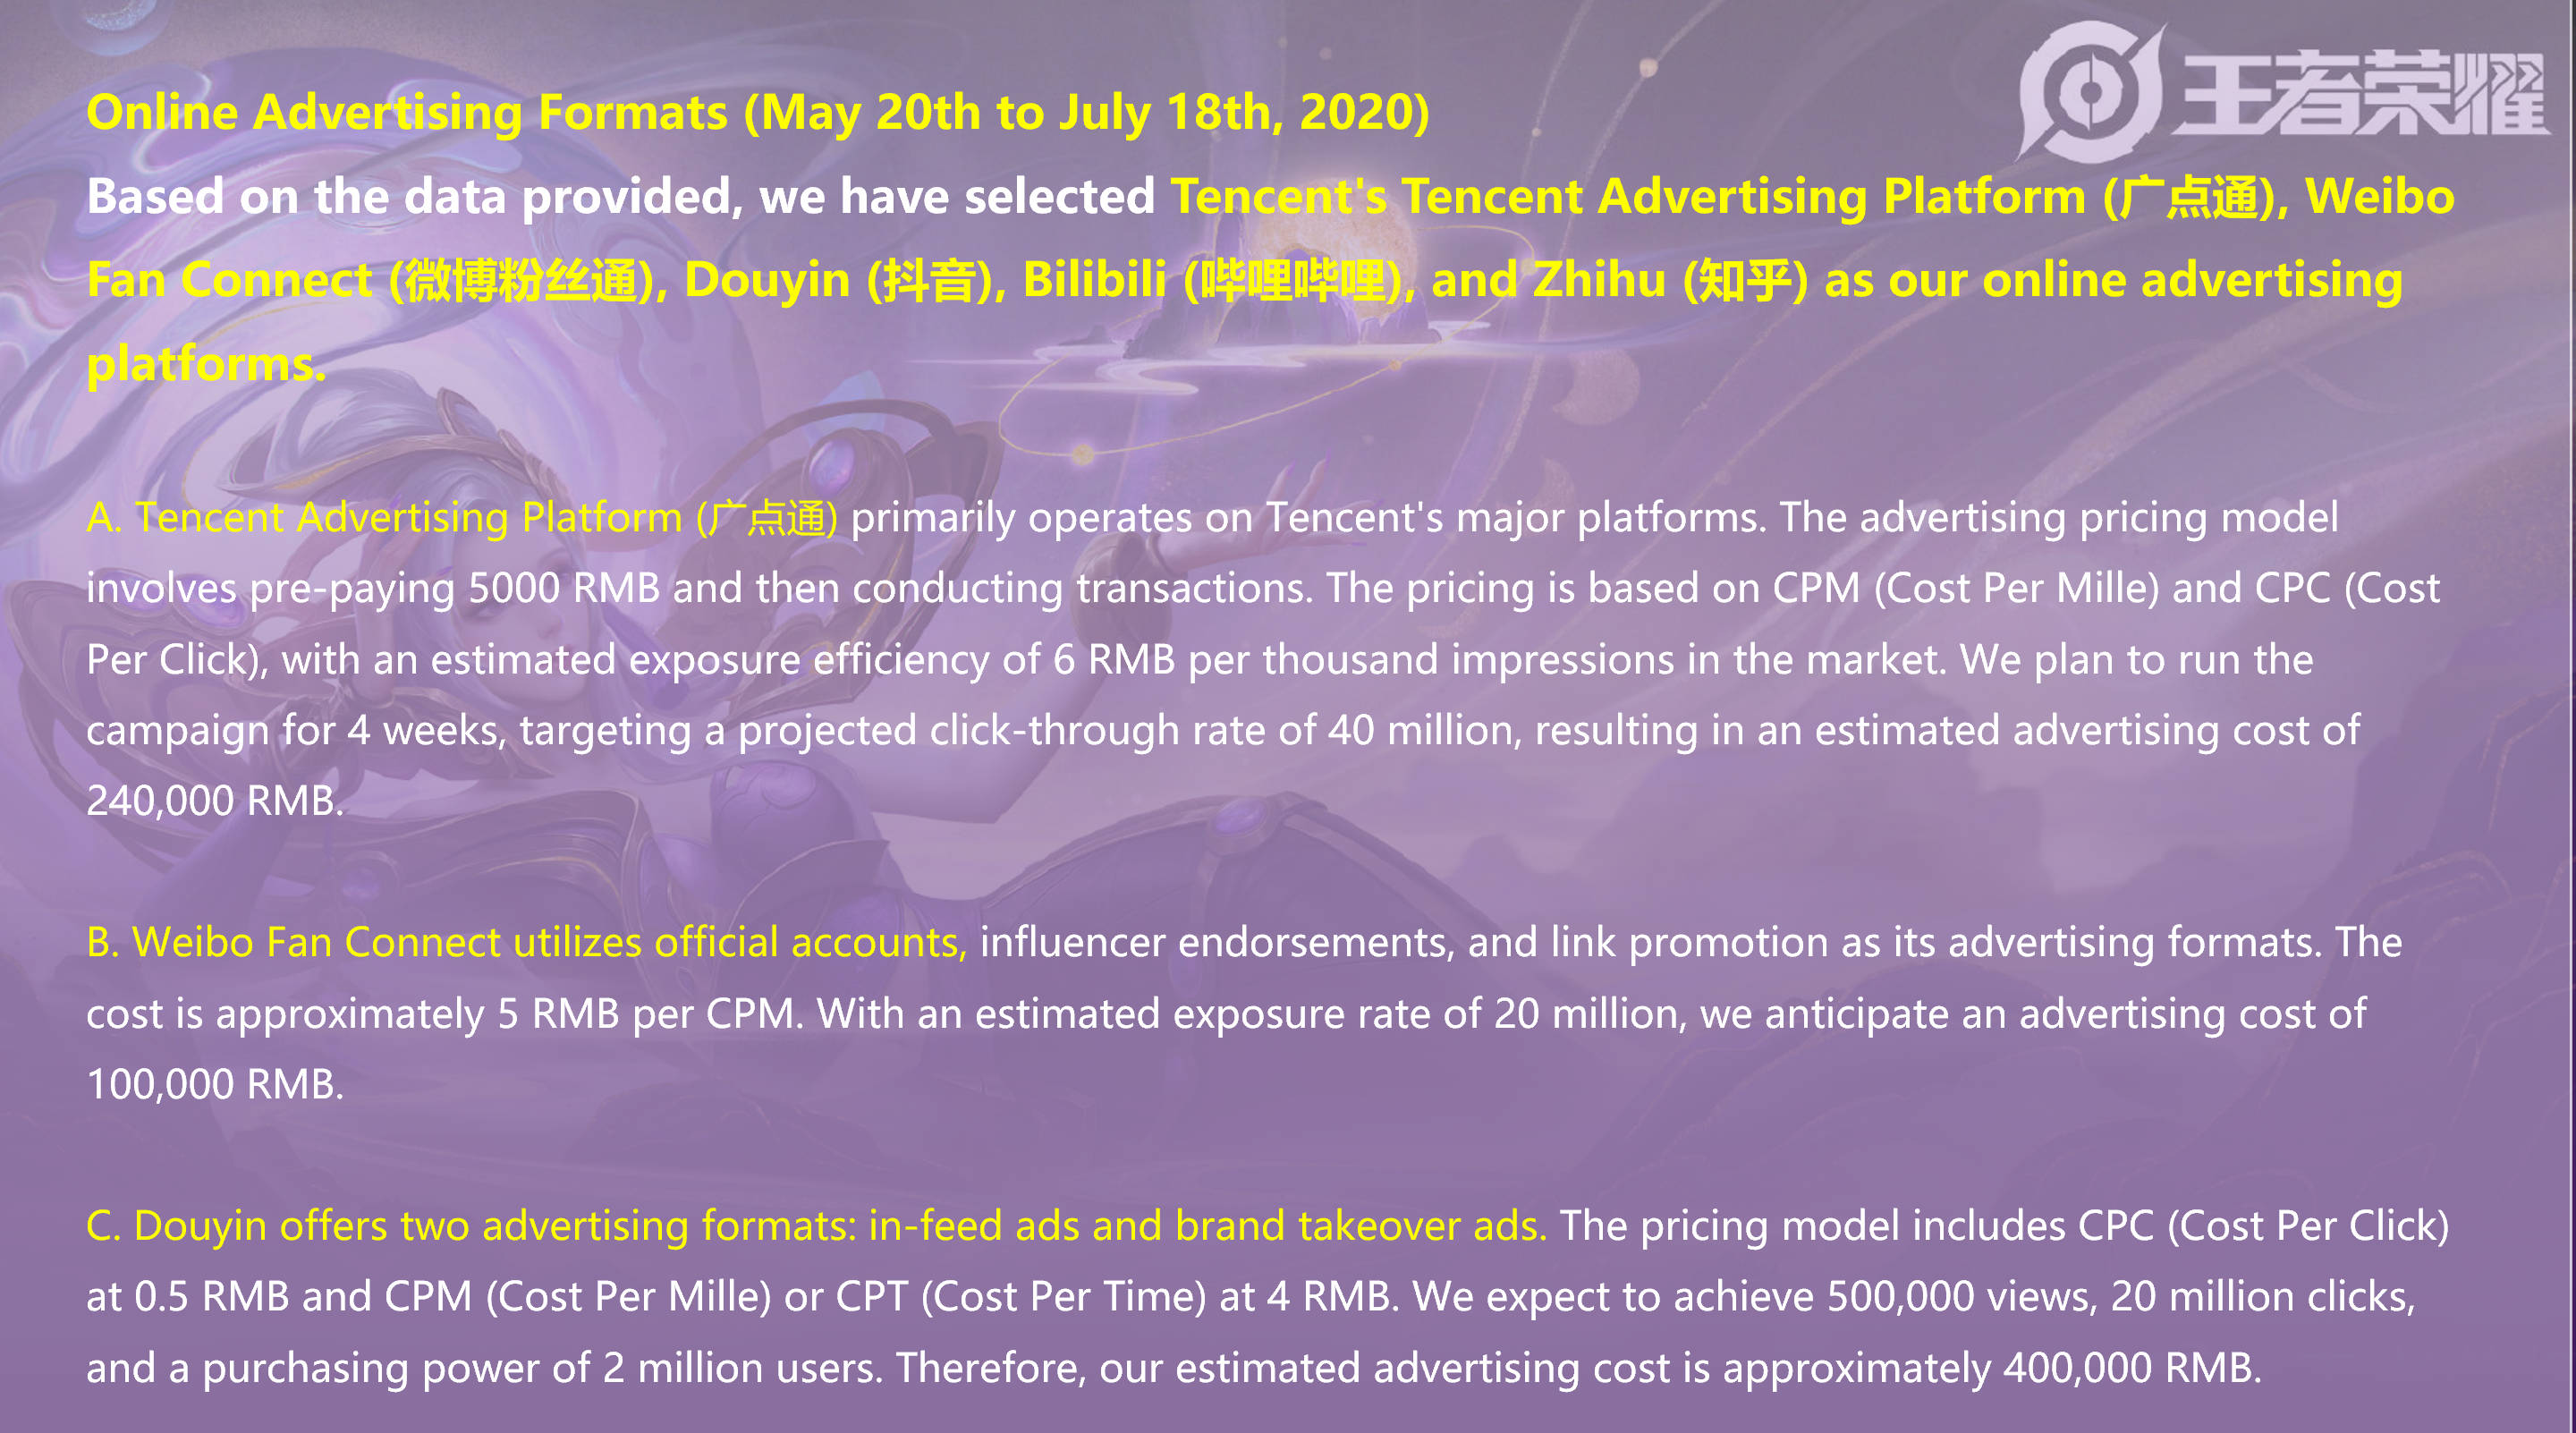 王者荣耀
Online Advertising Formats (May 20th to July 18th, 2020)
Based on the data provided, we have selected Tencent's Tencent Advertising Platform (广点通), Weibo
Fan Connect (微博粉丝通), Douyin (抖音), Bilibili (哔哩哔哩), and Zhihu (知乎) as our online advertising
platforms.
A. Tencent Advertising Platform (广点通) primarily operates on Tencent's major platforms. The advertising pricing model
involves pre-paying 5000 RMB and then conducting transactions. The pricing is based on CPM (Cost Per Mille) and CPC (Cost
Per Click), with an estimated exposure efficiency of 6 RMB per thousand impressions in the market. We plan to run the
campaign for 4 weeks, targeting a projected click-through rate of 40 million, resulting in an estimated advertising cost of
240,000 RMB.
B. Weibo Fan Connect utilizes official accounts, influencer endorsements, and link promotion as its advertising formats. The
cost is approximately 5 RMB per CPM. With an estimated exposure rate of 20 million, we anticipate an advertising cost of
100,000 RMB.
C. Douyin offers two advertising formats: in-feed ads and brand takeover ads. The pricing model includes CPC (Cost Per Click)
at 0.5 RMB and CPM (Cost Per Mille) or CPT (Cost Per Time) at 4 RMB. We expect to achieve 500,000 views, 20 million clicks,
and a purchasing power of 2 million users. Therefore, our estimated advertising cost is approximately 400,000 RMB.